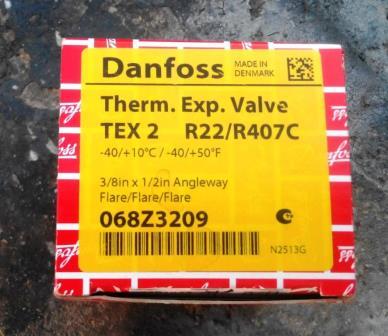 Danfoss
MADE IN
DENMARK
Therm. Exp. Valve
TEX 2 R22/R407C
-40/+10°C / -40/+50°F
3/8in x 1/2in Angleway
Flare/Flare/Flare
068Z3209
N2513G